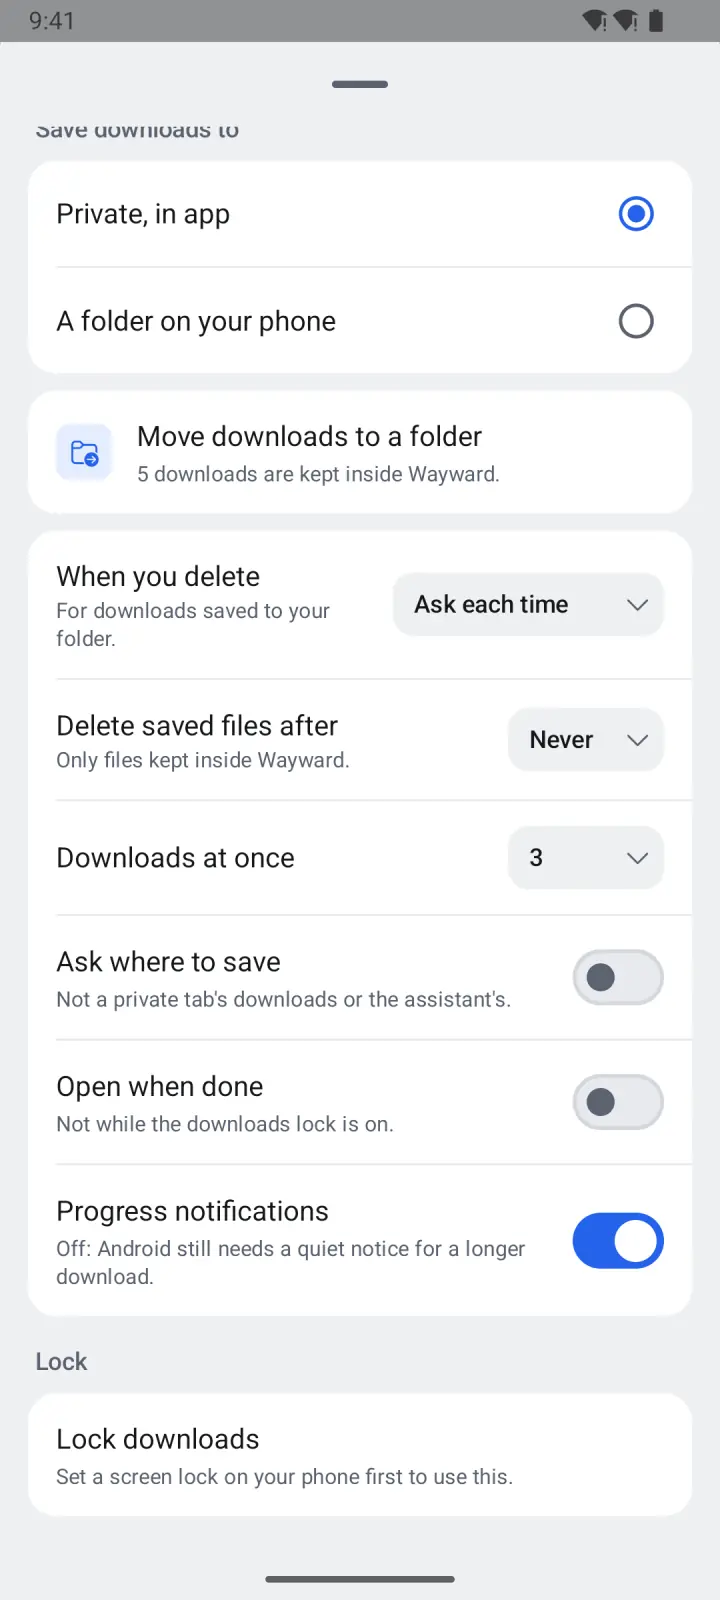 9:41
Save downloads to
Private, in app
A folder on your phone
Move downloads to a folder
5 downloads are kept inside Wayward.
When you delete
For downloads saved to your
folder.
Ask each time
Delete saved files after
Only files kept inside Wayward.
Never
Downloads at once
3
Ask where to save
Not a private tab's downloads or the assistant's.
Open when done
Not while the downloads lock is on.
Progress notifications
Off: Android still needs a quiet notice for a longer
download.
Lock
Lock downloads
Set a screen lock on your phone first to use this.